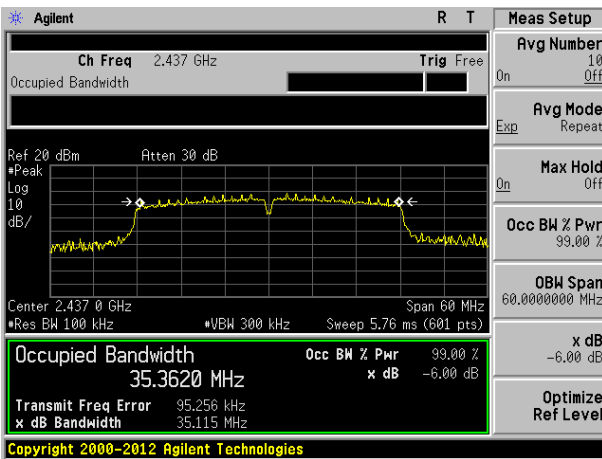 Agilent R T Meas Setup
Ch Freq 2.437 GHz Trig Free
Occupied Bandwidth
Avg Number
10
On Off
Avg Mode
Exp Repeat
Max Hold
On Off
Occ BW % Pwr
99.00 %
OBW Span
60.0000000 MHz
x dB
-6.00 dB
Optimize
Ref Level
Ref 20 dBm Atten 30 dB
#Peak
Log
10
dB/
Center 2.437 0 GHz Span 60 MHz
#Res BW 100 kHz #VBW 300 kHz Sweep 5.76 ms (601 pts)
Occupied Bandwidth Occ BW % Pwr 99.00 %
35.3620 MHz x dB -6.00 dB
Transmit Freq Error 95.256 kHz
x dB Bandwidth 35.115 MHz
Copyright 2000-2012 Agilent Technologies